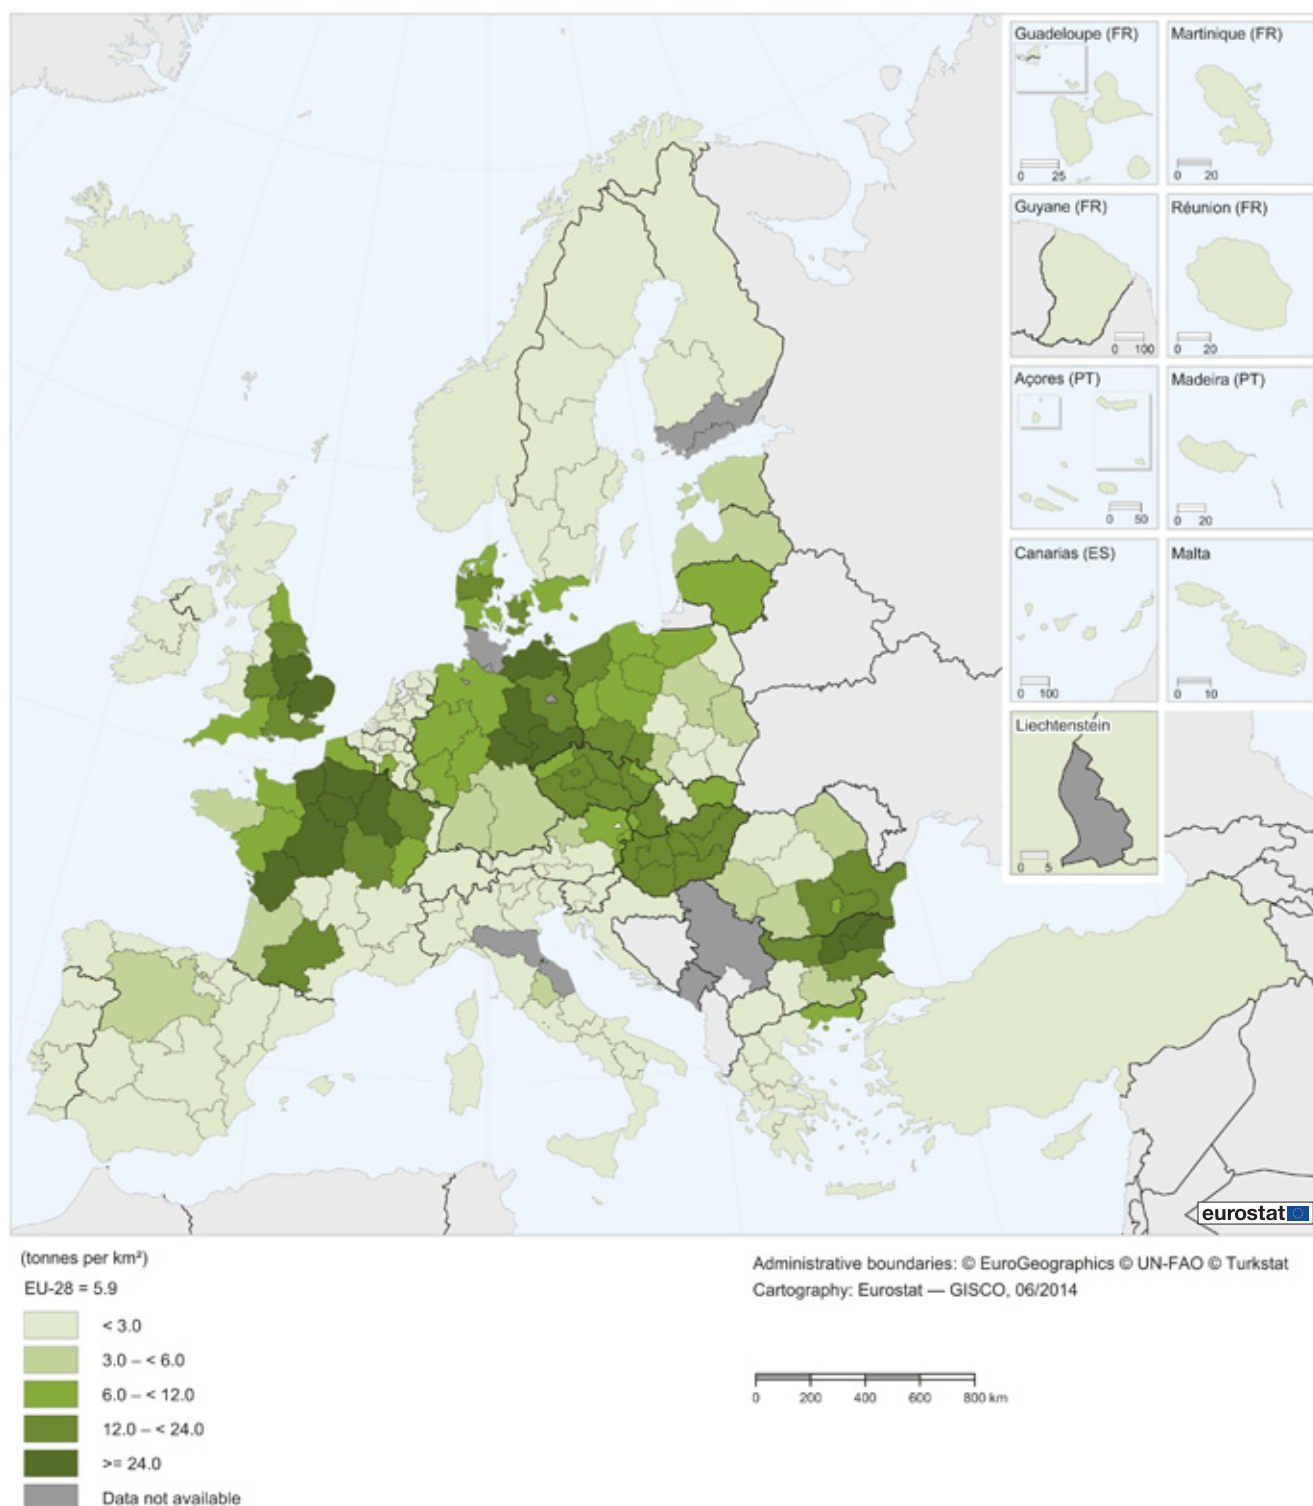 Guadeloupe (FR)
0 25
Martinique (FR)
0 20
Guyane (FR)
0 100
Réunion (FR)
0 20
Açores (PT)
0 50
Madeira (PT)
0 20
Canarias (ES)
0 100
Malta
0 10
Liechtenstein
0 5
eurostat
(tonnes per km²)
EU-28 = 5.9
< 3.0
3.0 – < 6.0
6.0 – < 12.0
12.0 – < 24.0
>= 24.0
Data not available
Administrative boundaries: © EuroGeographics © UN-FAO © Turkstat
Cartography: Eurostat — GISCO, 06/2014
0 200 400 600 800 km